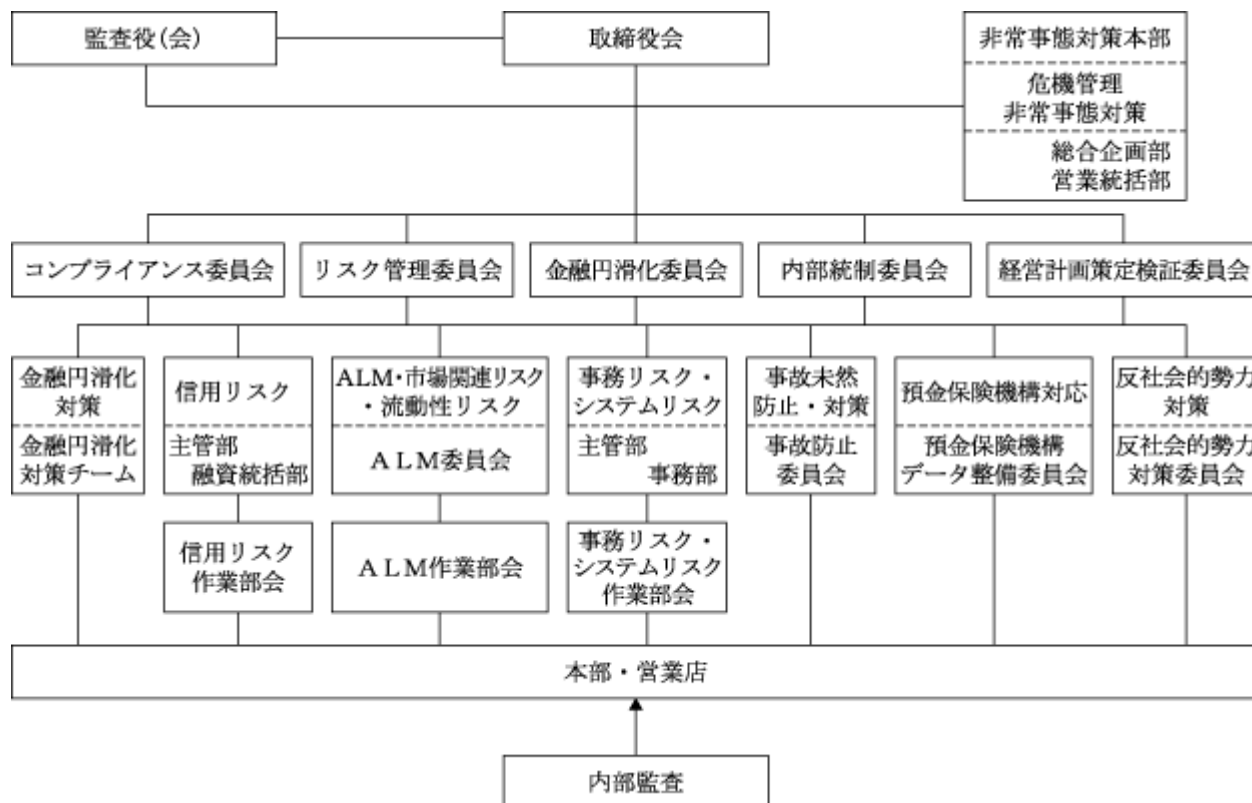 監査役(会)
取締役会
非常事態対策本部
危機管理
非常事態対策
総合企画部
営業統括部
コンプライアンス委員会
リスク管理委員会
金融円滑化委員会
内部統制委員会
経営計画策定検証委員会
金融円滑化
対策
金融円滑化
対策チーム
信用リスク
主管部
融資統括部
ALM・市場関連リスク
・流動性リスク
ALM委員会
事務リスク・
システムリスク
主管部
事務部
事故未然
防止・対策
事故防止
委員会
預金保険機構対応
預金保険機構
データ整備委員会
反社会的勢力
対策
反社会的勢力
対策委員会
信用リスク
作業部会
ALM作業部会
事務リスク・
システムリスク
作業部会
本部・営業店
内部監査